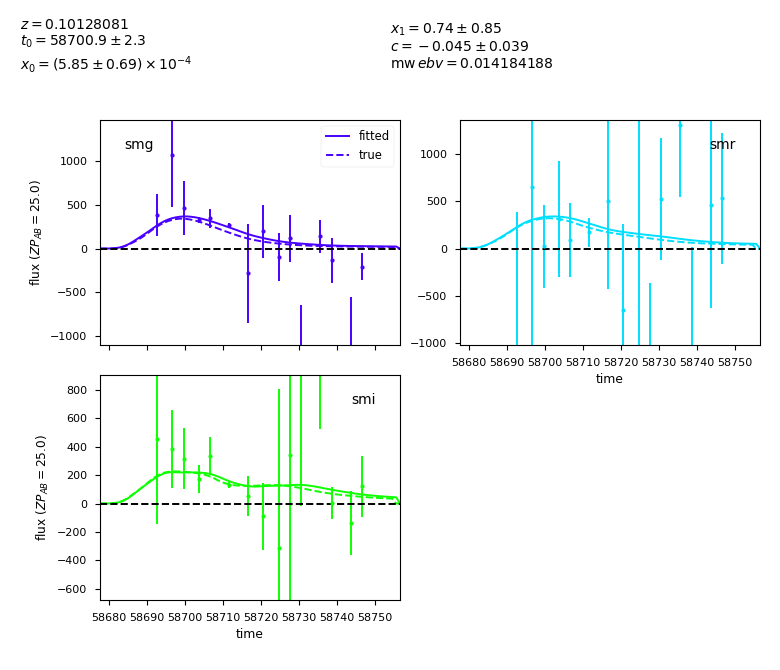 z = 0.10128081
t₀ = 58700.9 ± 2.3
x₀ = (5.85 ± 0.69) × 10⁻⁴
x₁ = 0.74 ± 0.85
c = −0.045 ± 0.039
mw ebv = 0.014184188
smg
fitted
true
1000
500
0
−500
−1000
flux (ZP_AB = 25.0)
smr
1000
500
0
−500
−1000
58680 58690 58700 58710 58720 58730 58740 58750
time
smi
800
600
400
200
0
−200
−400
−600
flux (ZP_AB = 25.0)
58680 58690 58700 58710 58720 58730 58740 58750
time